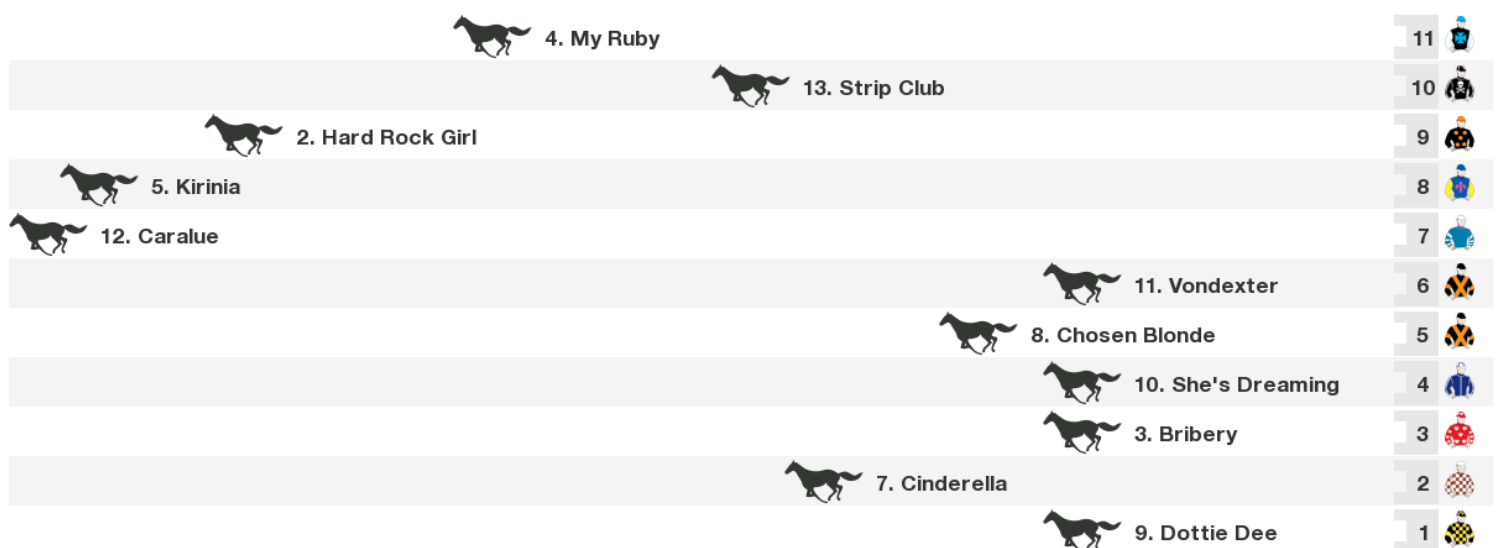 4. My Ruby 11
13. Strip Club 10
2. Hard Rock Girl 9
5. Kirinia 8
12. Caralue 7
11. Vondexter 6
8. Chosen Blonde 5
10. She's Dreaming 4
3. Bribery 3
7. Cinderella 2
9. Dottie Dee 1